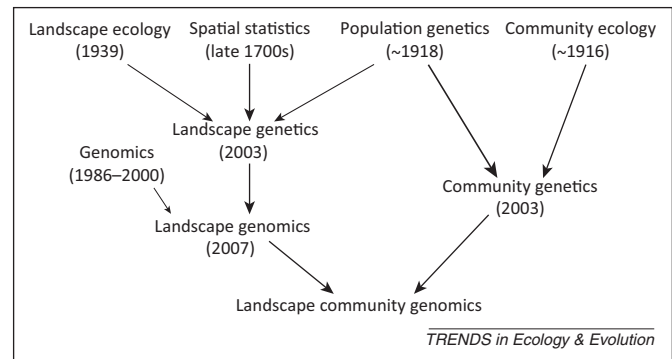 Landscape ecology Spatial statistics Population genetics Community ecology
(1939) (late 1700s) (~1918) (~1916)
Landscape genetics
(2003)
Genomics
(1986–2000)
Community genetics
(2003)
Landscape genomics
(2007)
Landscape community genomics
TRENDS in Ecology & Evolution